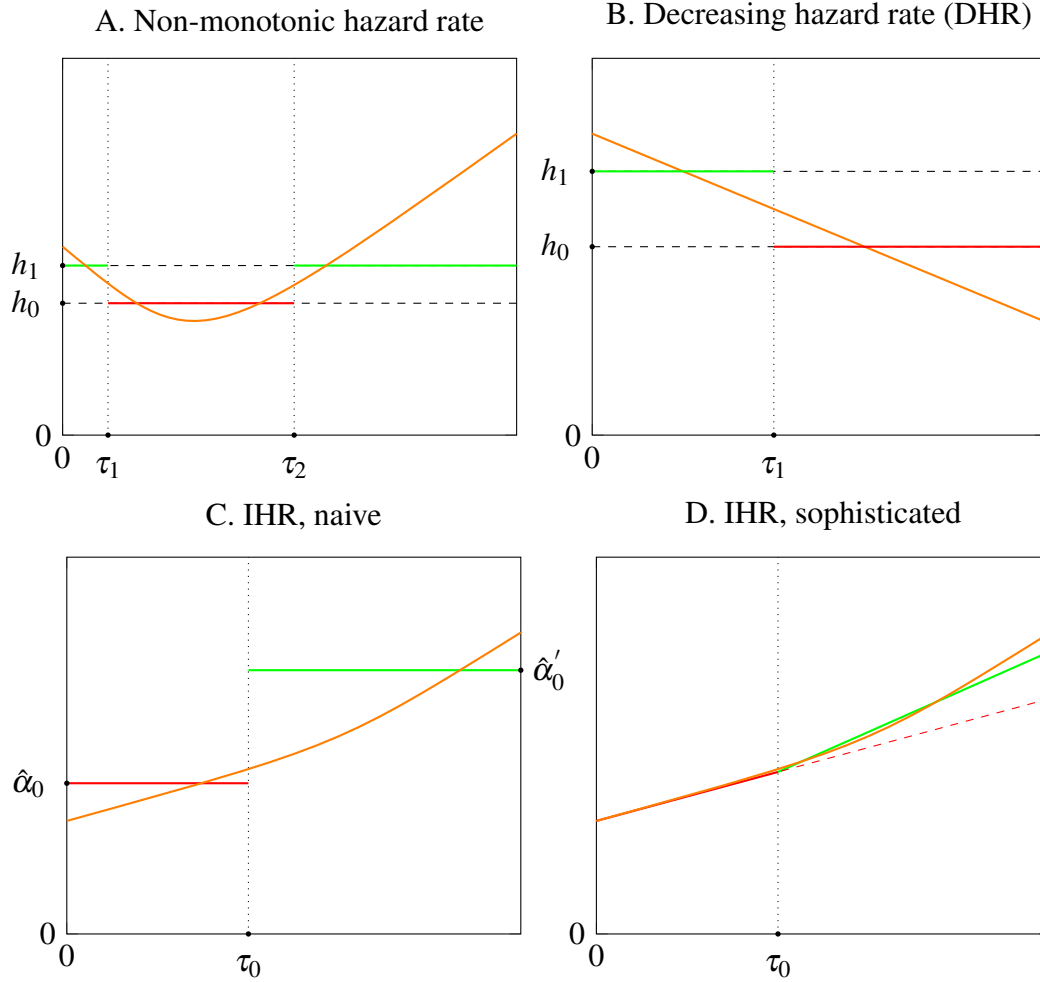 A. Non-monotonic hazard rate
h₁
h₀
0
0
τ₁
τ₂
B. Decreasing hazard rate (DHR)
h₁
h₀
0
0
τ₁
C. IHR, naive
α̂₀
α̂₀′
0
0
τ₀
D. IHR, sophisticated
0
0
τ₀